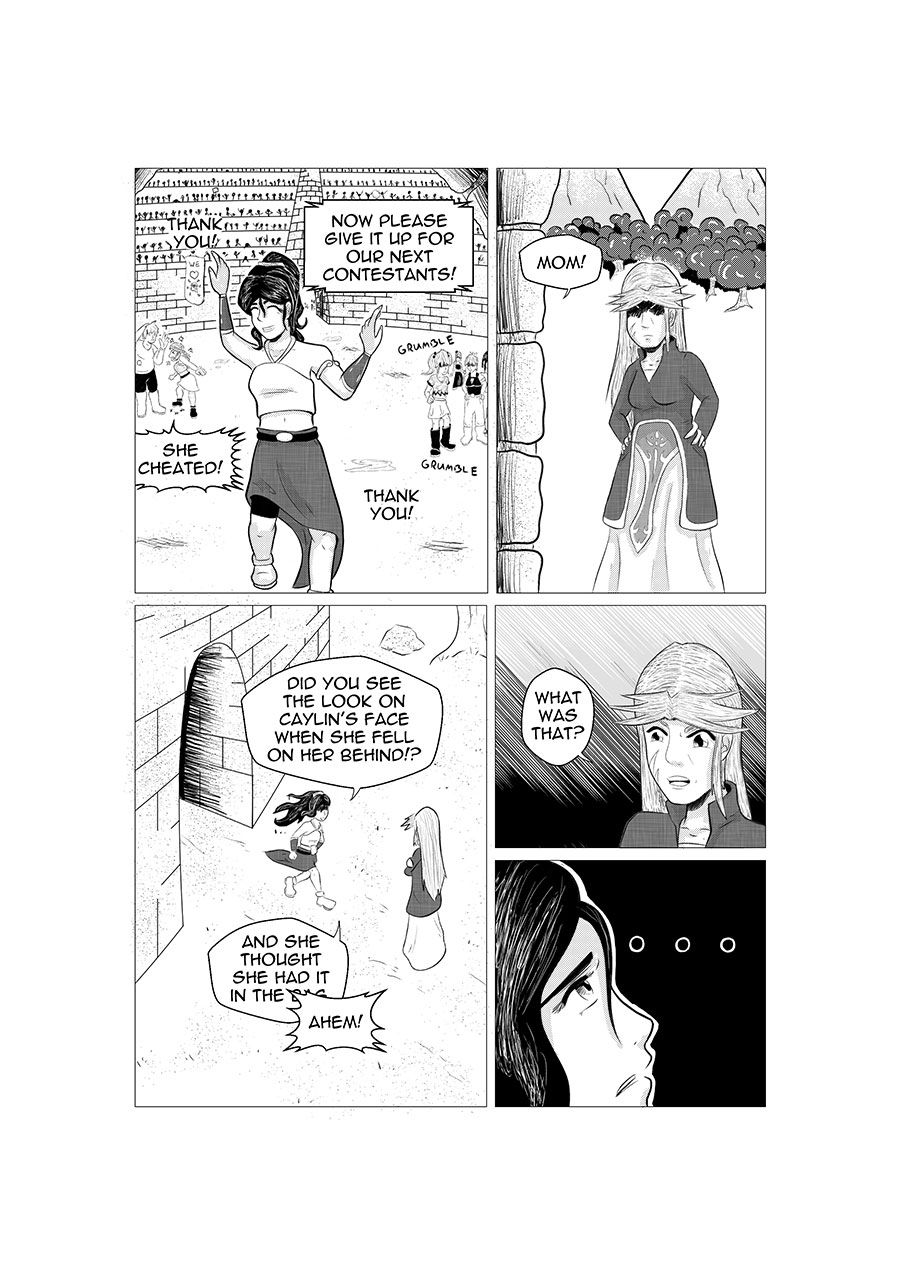 THANK
YOU!
NOW PLEASE
GIVE IT UP FOR
OUR NEXT
CONTESTANTS!
GRUMBLE
SHE
CHEATED!
GRUMBLE
THANK
YOU!
MOM!
DID YOU SEE
THE LOOK ON
CAYLIN'S FACE
WHEN SHE FELL
ON HER BEHIND!?
AND SHE
THOUGHT
SHE HAD IT
IN THE
AHEM!
WHAT
WAS
THAT?